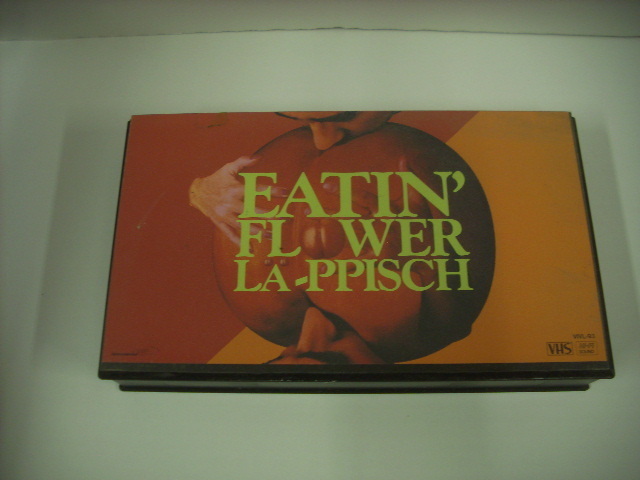 EATIN'
FL WER
LA-PPISCH
VHS